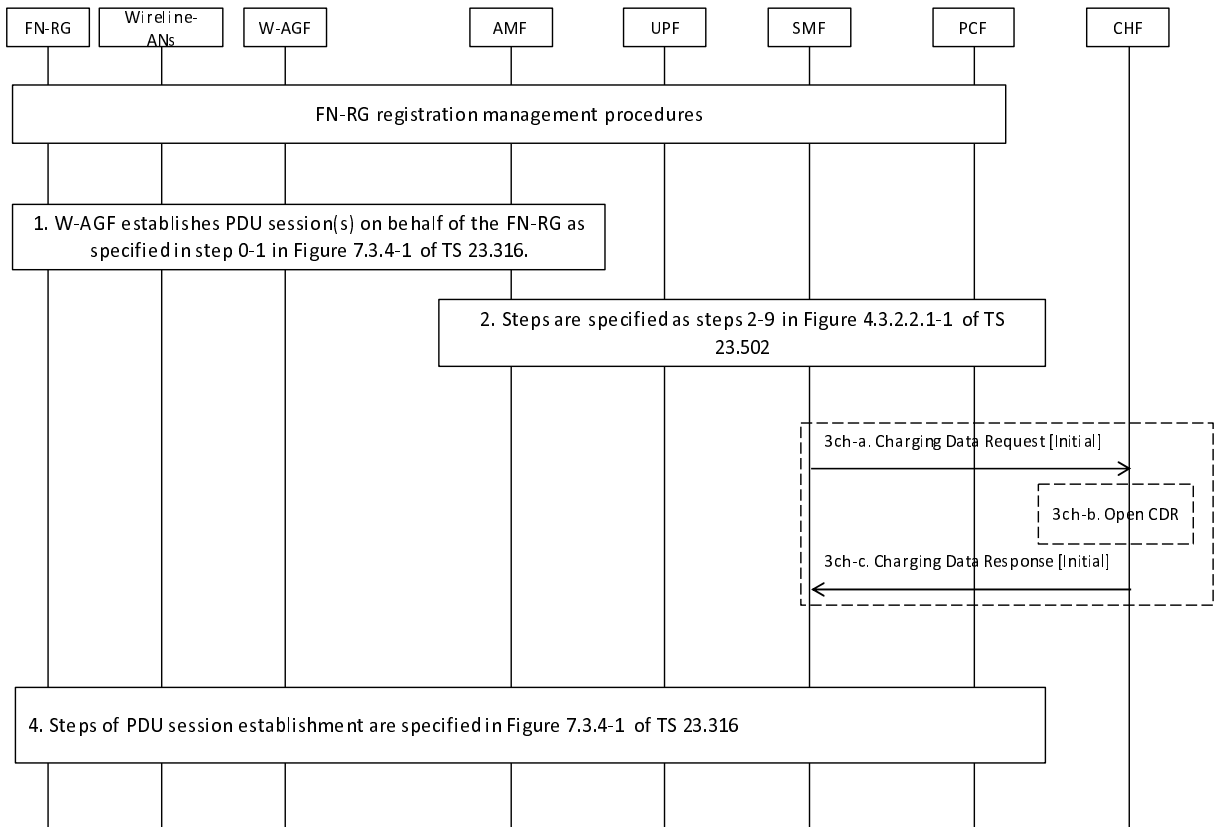 FN-RG
Wireline-
ANs
W-AGF
AMF
UPF
SMF
PCF
CHF
FN-RG registration management procedures
1. W-AGF establishes PDU session(s) on behalf of the FN-RG as
specified in step 0-1 in Figure 7.3.4-1 of TS 23.316.
2. Steps are specified as steps 2-9 in Figure 4.3.2.2.1-1 of TS
23.502
3ch-a. Charging Data Request [Initial]
3ch-b. Open CDR
3ch-c. Charging Data Response [Initial]
4. Steps of PDU session establishment are specified in Figure 7.3.4-1 of TS 23.316